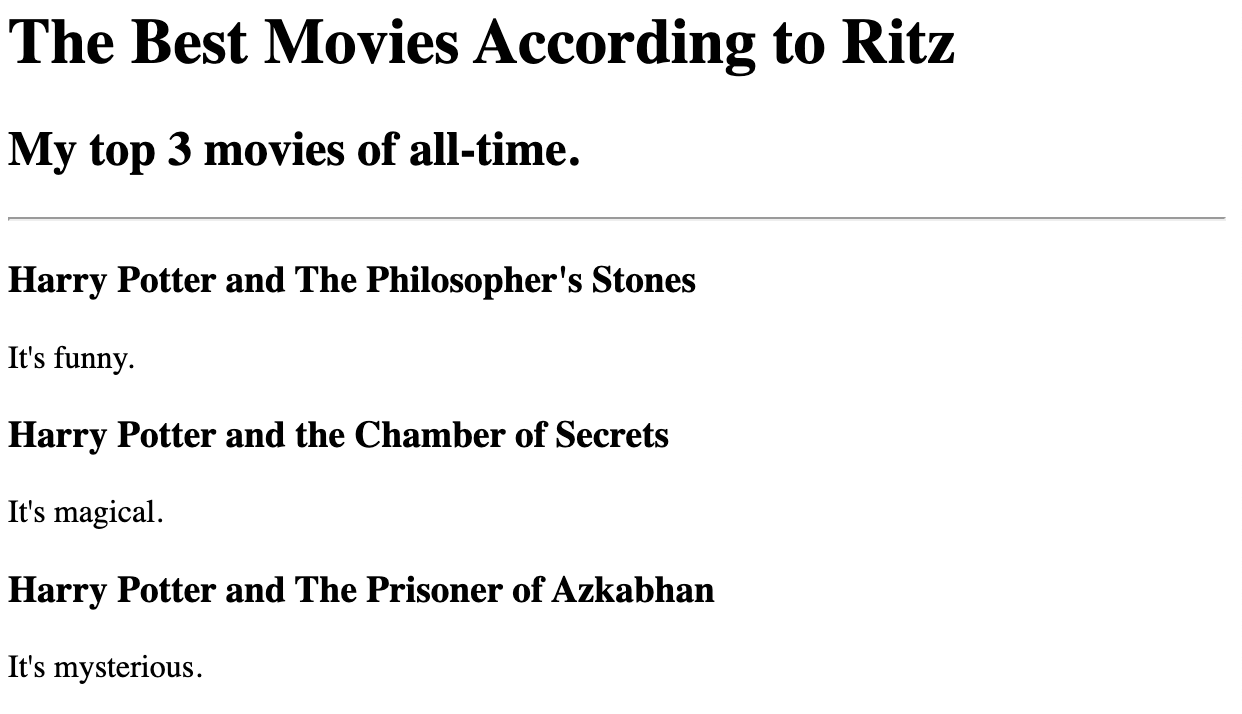 The Best Movies According to Ritz
My top 3 movies of all-time.
Harry Potter and The Philosopher's Stones
It's funny.
Harry Potter and the Chamber of Secrets
It's magical.
Harry Potter and The Prisoner of Azkabhan
It's mysterious.